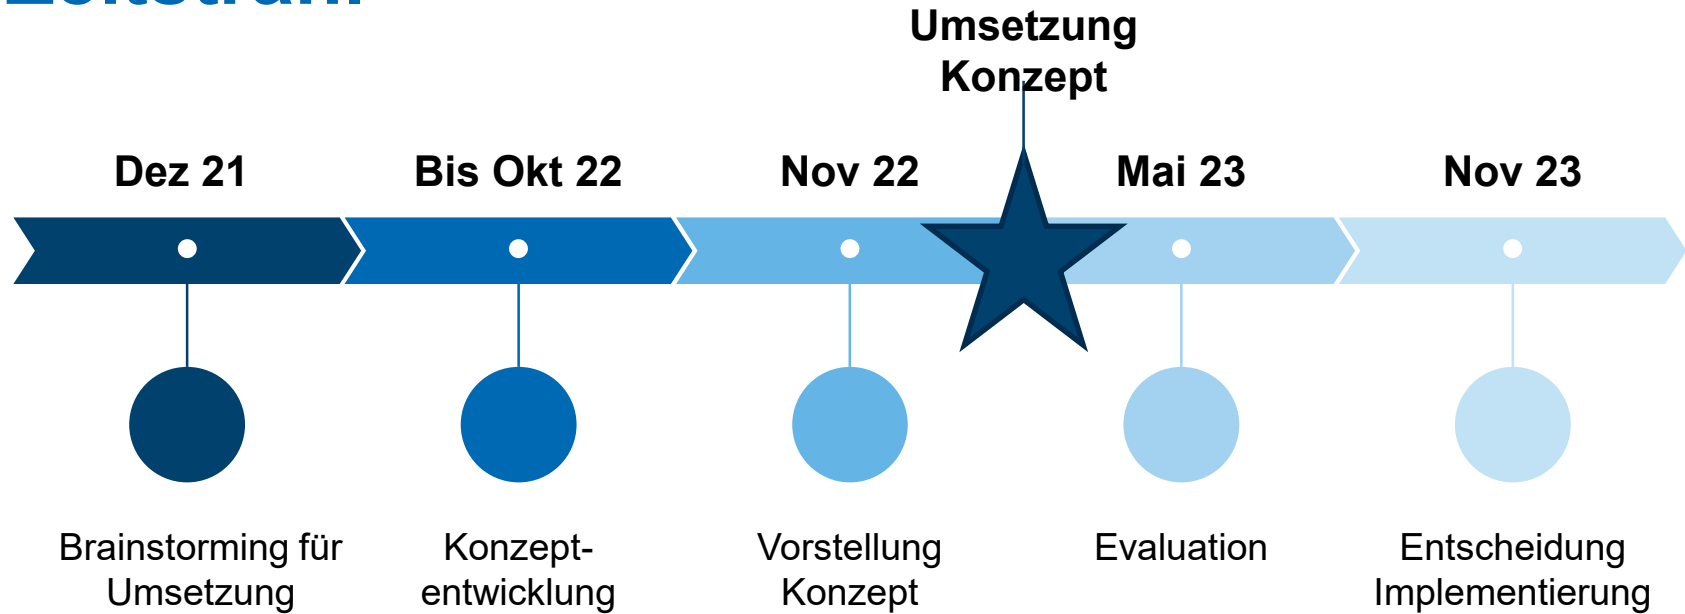 Umsetzung
Konzept
Dez 21
Bis Okt 22
Nov 22
Mai 23
Nov 23
Brainstorming für
Umsetzung
Konzept-
entwicklung
Vorstellung
Konzept
Evaluation
Entscheidung
Implementierung